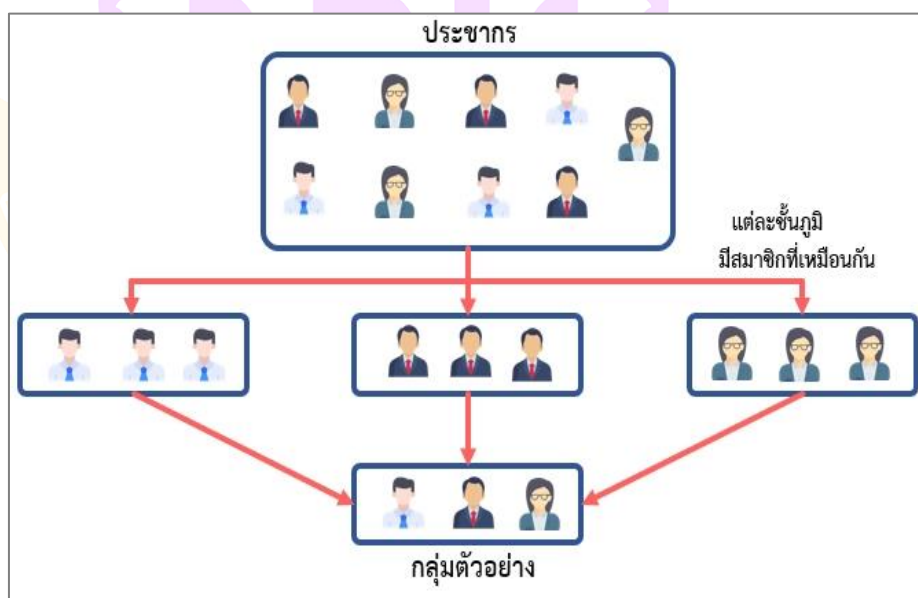 ประชากร
แต่ละชั้นภูมิ
มีสมาชิกที่เหมือนกัน
กลุ่มตัวอย่าง